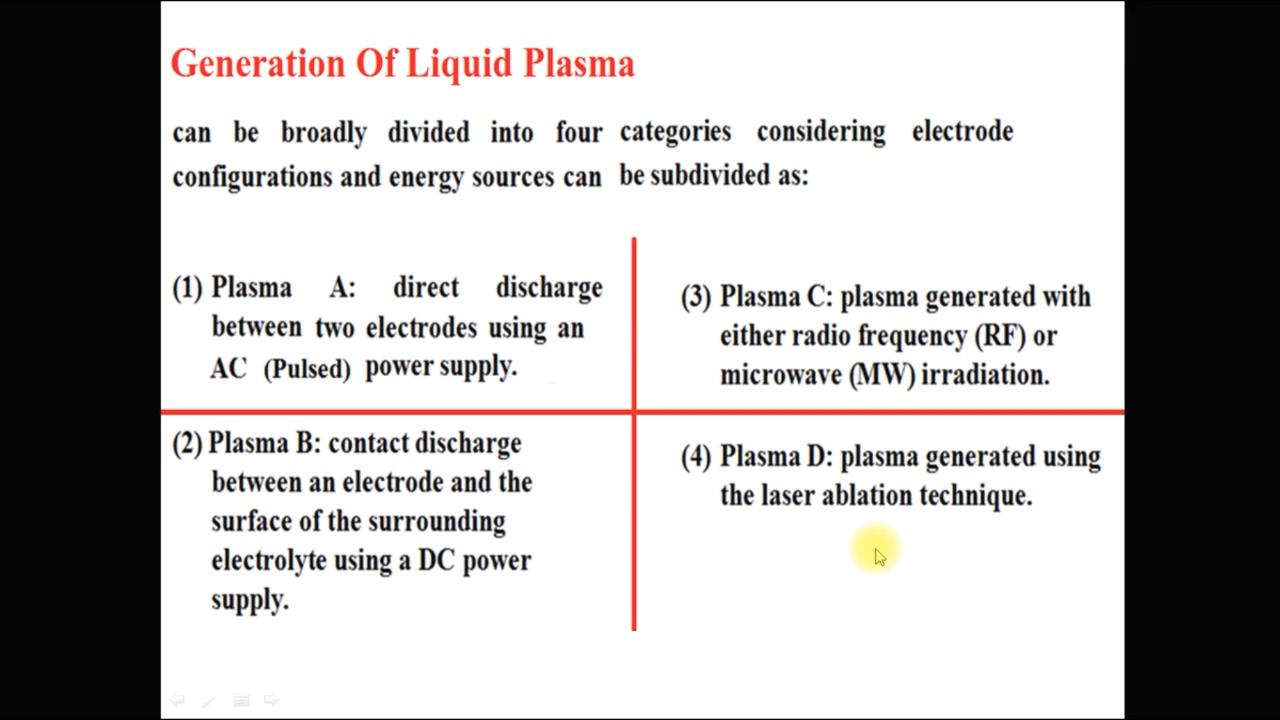 Generation Of Liquid Plasma
can be broadly divided into four categories considering electrode
configurations and energy sources can be subdivided as:
(1) Plasma A: direct discharge
between two electrodes using an
AC (Pulsed) power supply.
(2) Plasma B: contact discharge
between an electrode and the
surface of the surrounding
electrolyte using a DC power
supply.
(3) Plasma C: plasma generated with
either radio frequency (RF) or
microwave (MW) irradiation.
(4) Plasma D: plasma generated using
the laser ablation technique.